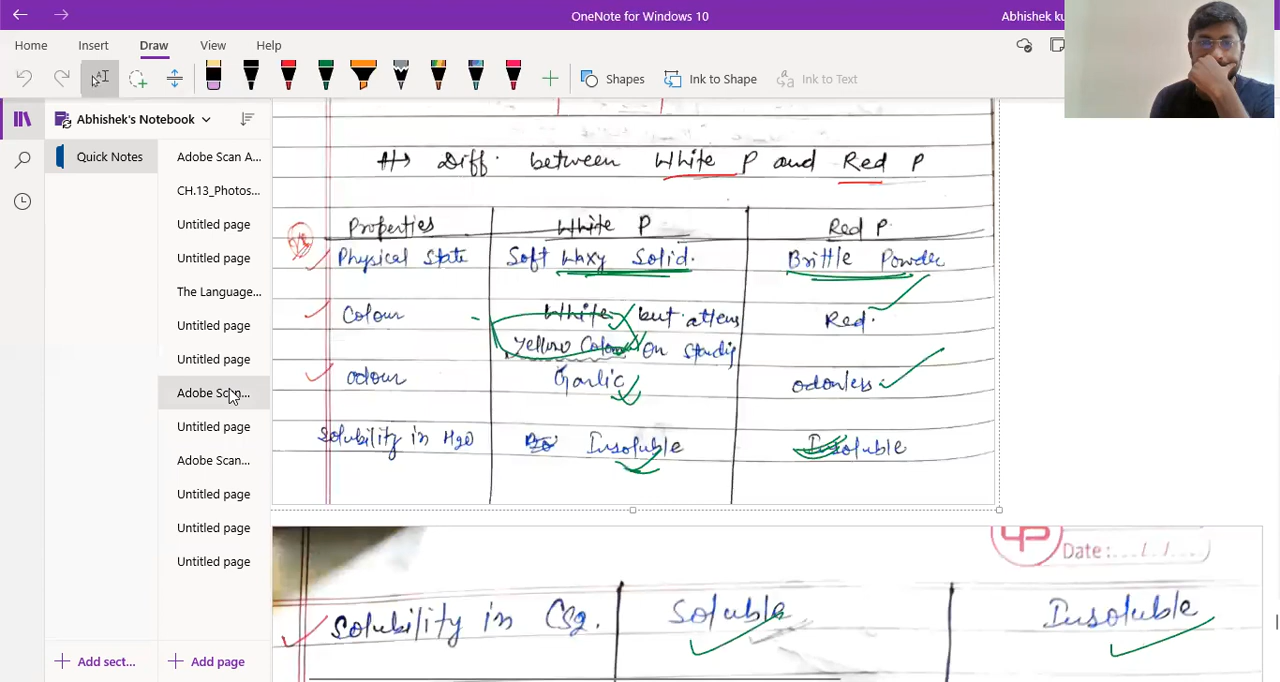 OneNote for Windows 10
Abhishek ku
Home Insert Draw View Help
Shapes Ink to Shape Ink to Text
Abhishek's Notebook
Quick Notes
Adobe Scan A...
CH.13_Photos...
Untitled page
Untitled page
The Language...
Untitled page
Untitled page
Adobe Scan...
Untitled page
Adobe Scan...
Untitled page
Untitled page
Untitled page
Add sect... Add page
Diff. between White P and Red P
Properties White P Red P.
Physical State Soft Waxy Solid. Brittle Powder
Colour - White but attens Red.
Yellow Colour On Standig
odour Garlic odorless
Solubility in H2O Insoluble Insoluble
Date:.../.../...
Solubility in CS2. Soluble Insoluble